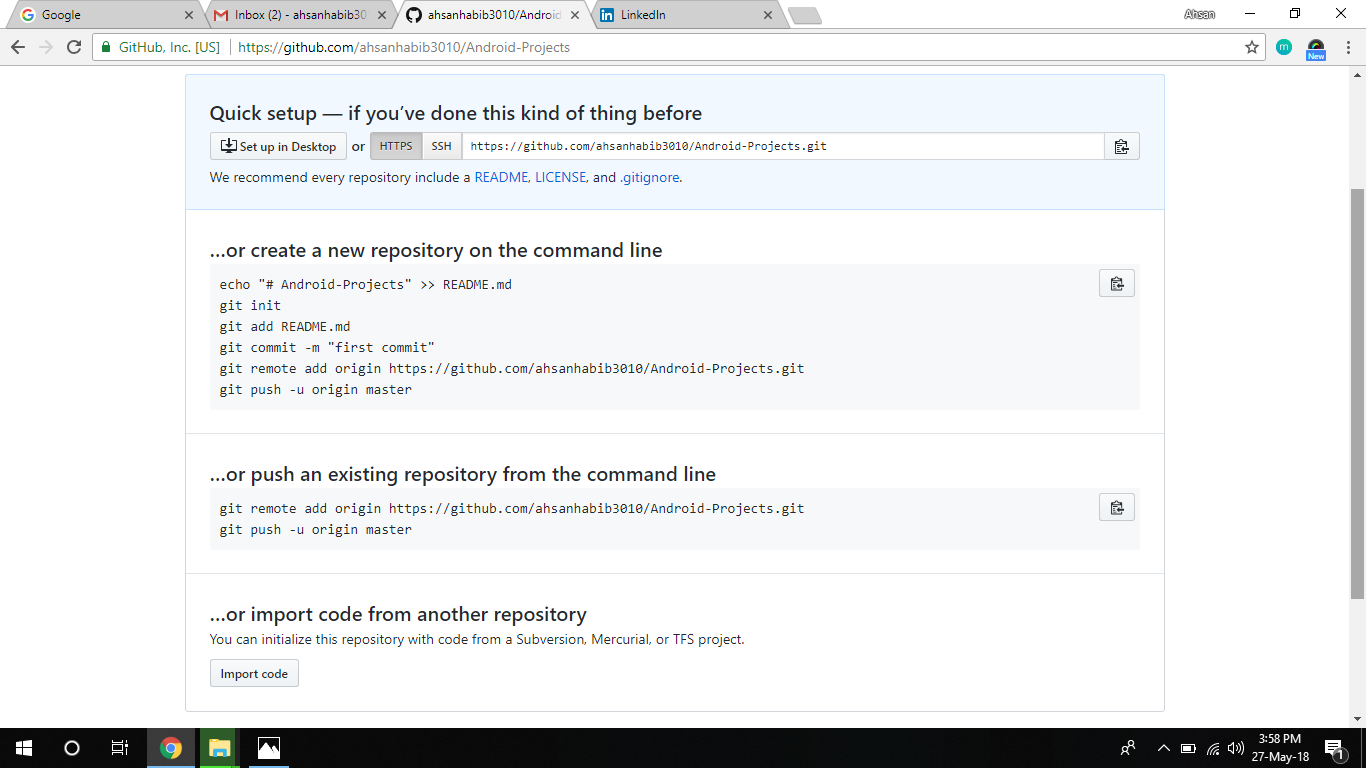 Google
Inbox (2) - ahsanhabib30
ahsanhabib3010/Android
LinkedIn
Ahsan
GitHub, Inc. [US]
https://github.com/ahsanhabib3010/Android-Projects
m
New
Quick setup — if you’ve done this kind of thing before
Set up in Desktop or HTTPS SSH https://github.com/ahsanhabib3010/Android-Projects.git
We recommend every repository include a README, LICENSE, and .gitignore.
…or create a new repository on the command line
echo "# Android-Projects" >> README.md
git init
git add README.md
git commit -m "first commit"
git remote add origin https://github.com/ahsanhabib3010/Android-Projects.git
git push -u origin master
…or push an existing repository from the command line
git remote add origin https://github.com/ahsanhabib3010/Android-Projects.git
git push -u origin master
…or import code from another repository
You can initialize this repository with code from a Subversion, Mercurial, or TFS project.
Import code
3:58 PM
27-May-18
1